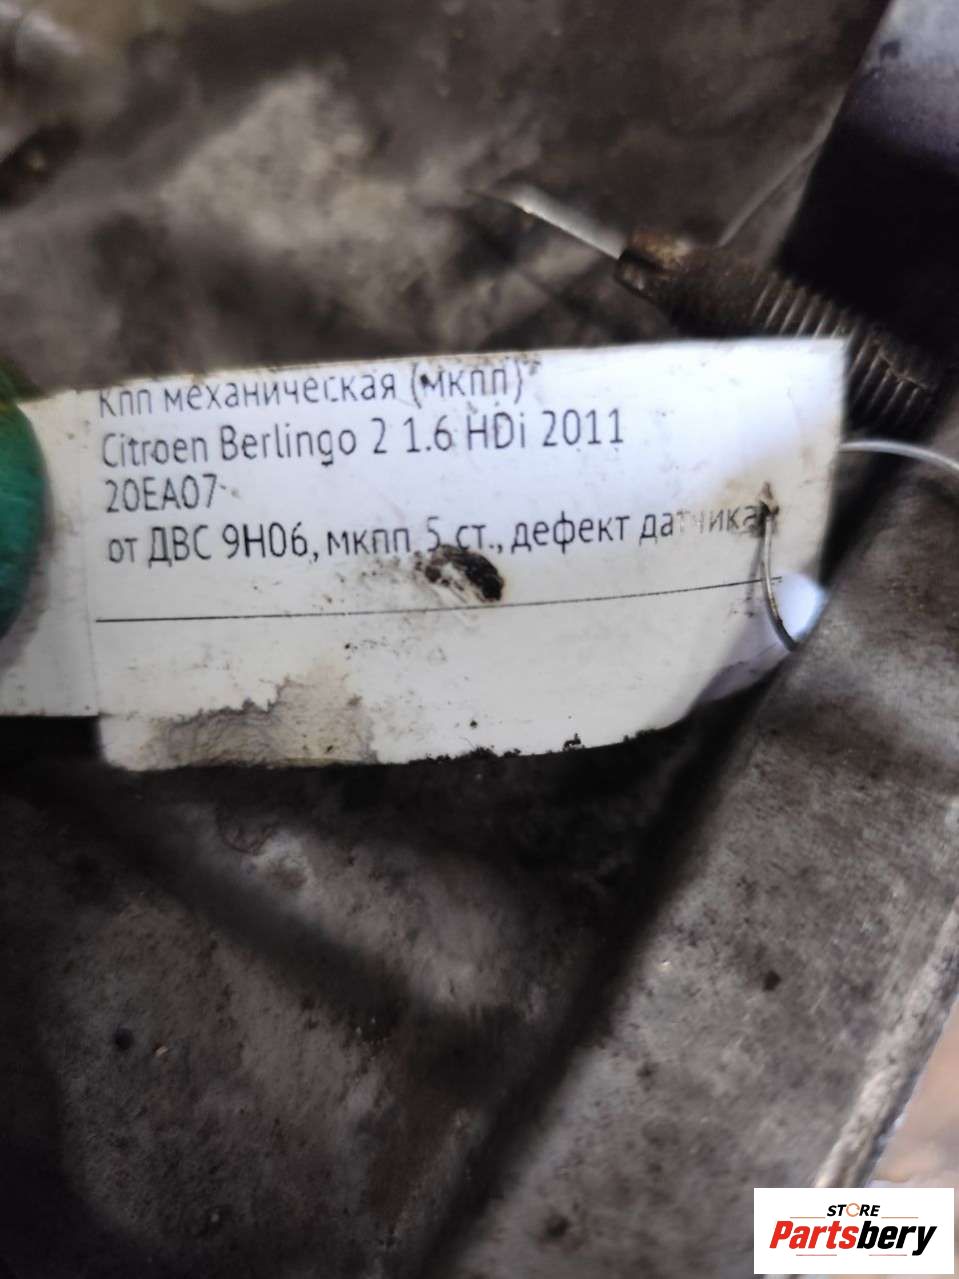 Кпп механическая (мкпп)
Citroen Berlingo 2 1.6 HDi 2011
20EA07
от ДВС 9H06, мкпп 5 ст., дефект датчика
STORE
Partsbery